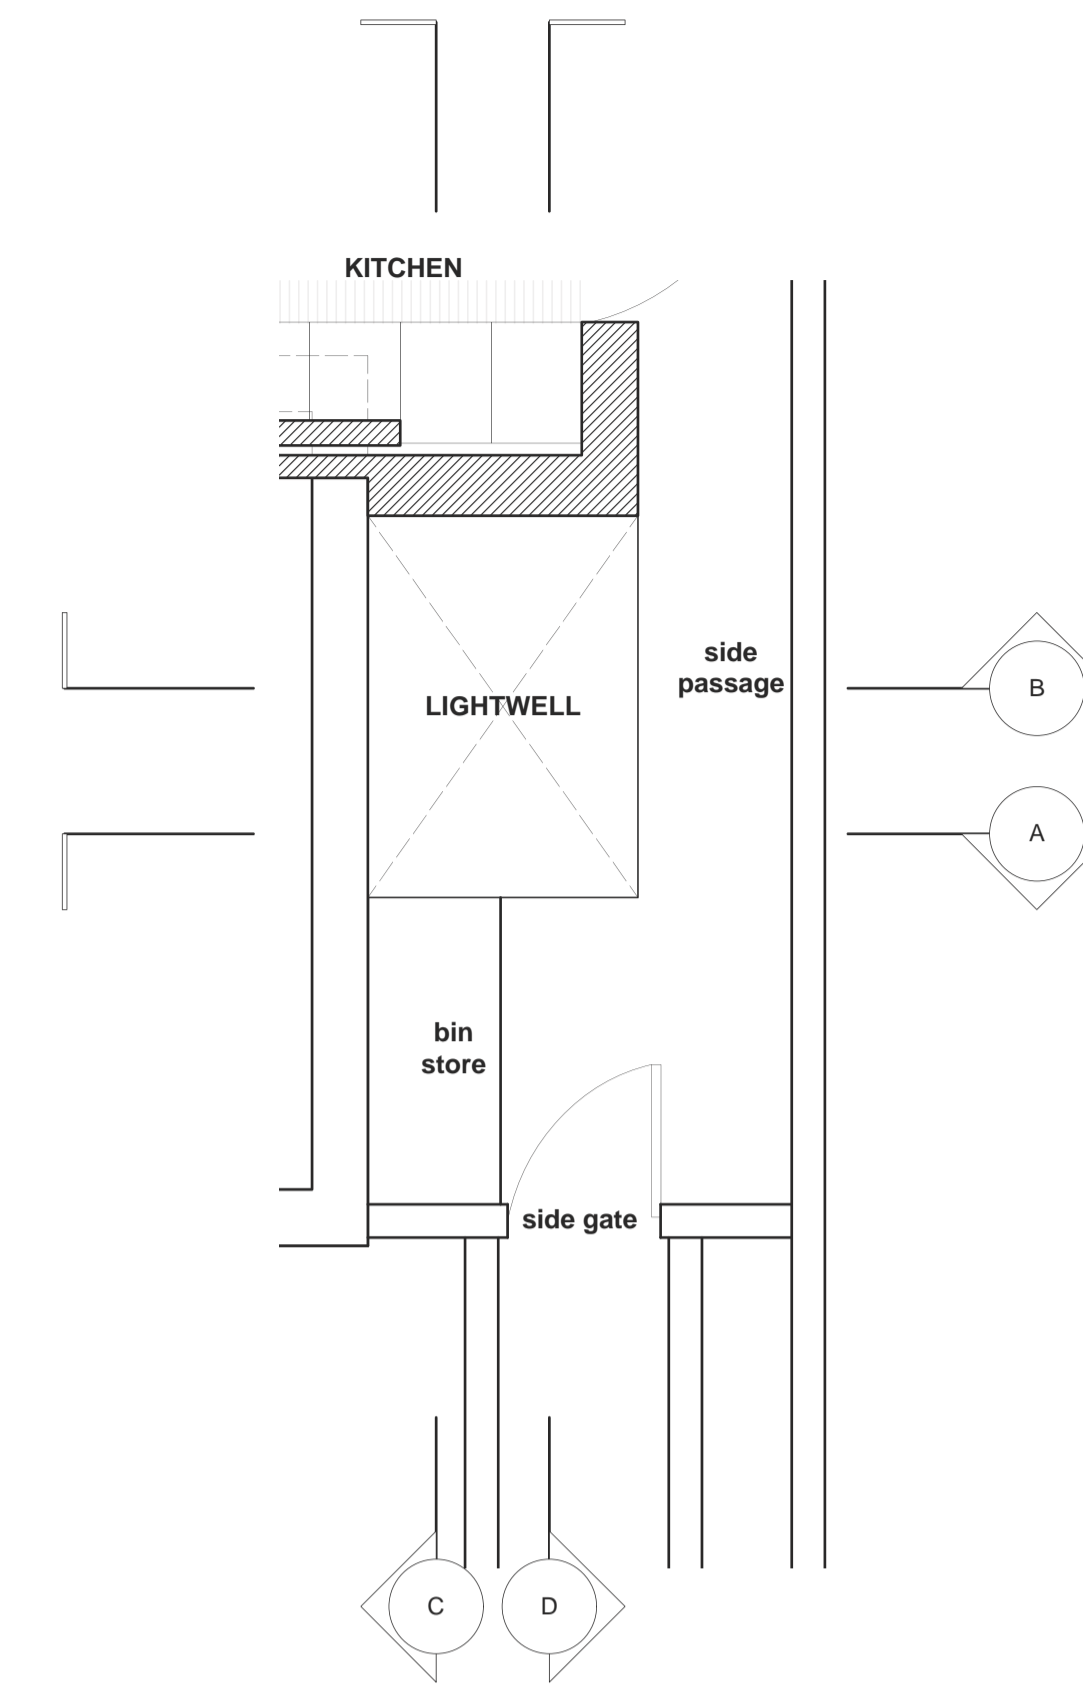 KITCHEN
side
passage
B
LIGHTWELL
A
bin
store
side gate
C
D